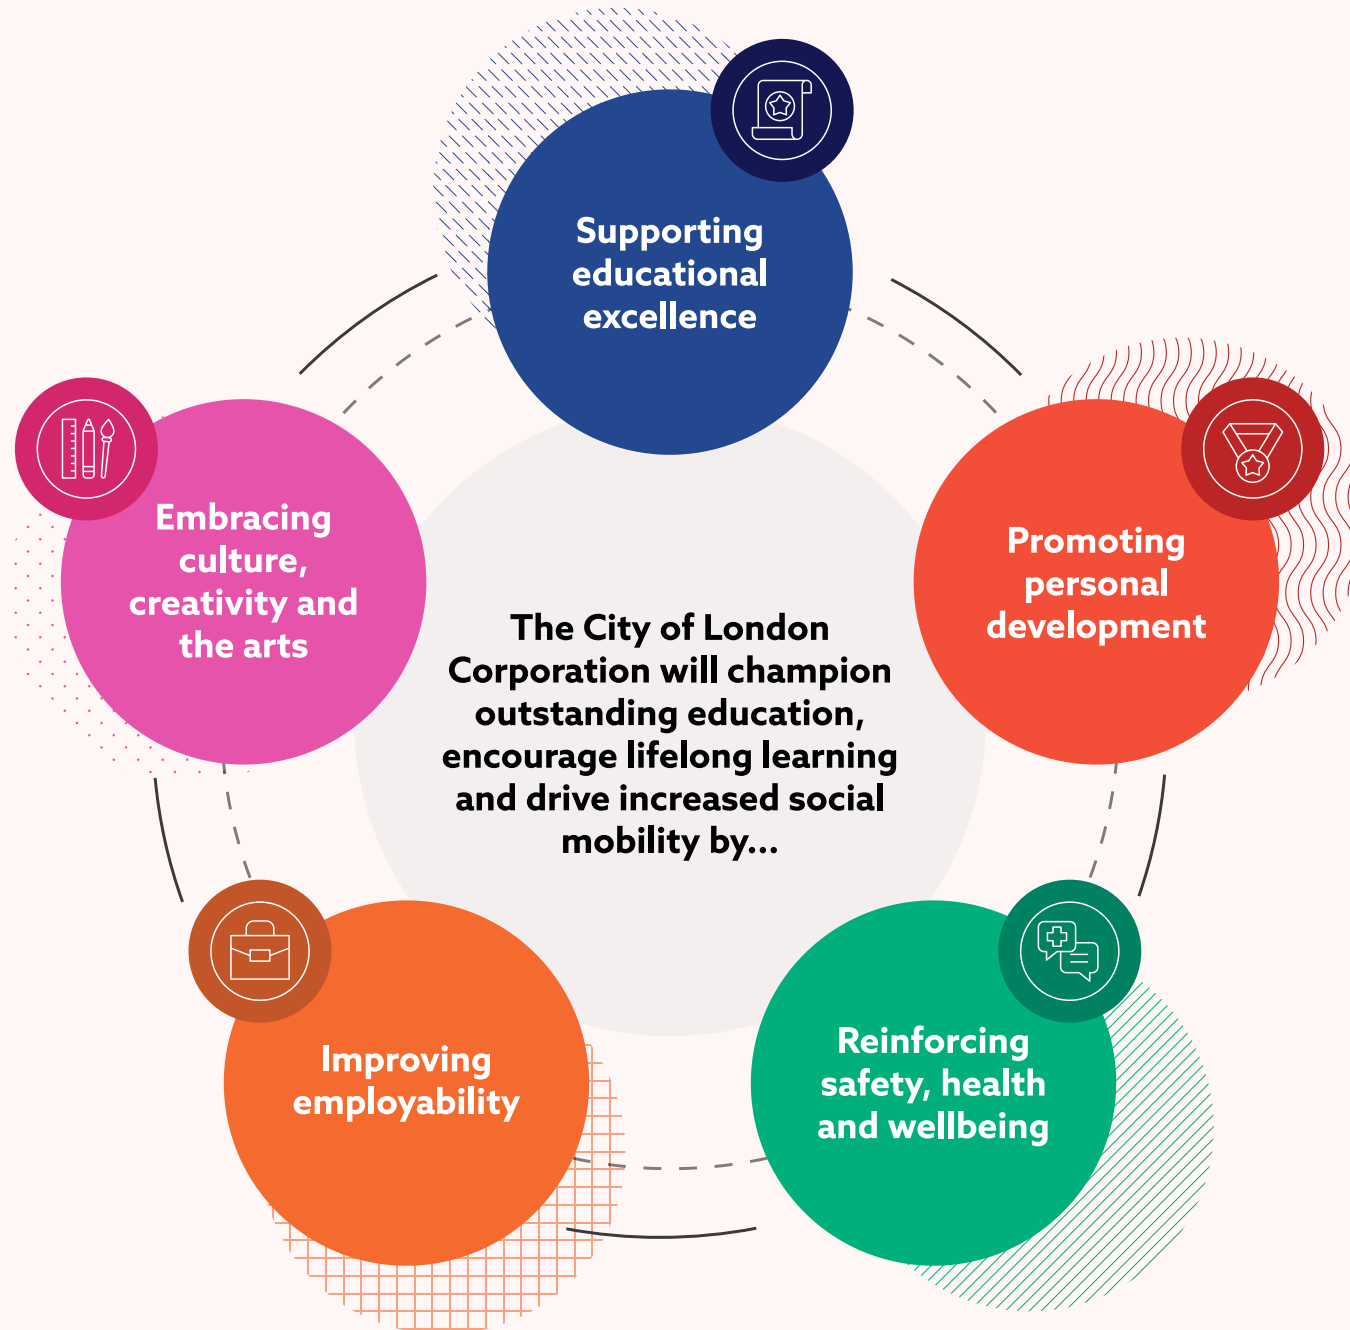 Supporting
educational
excellence
Promoting
personal
development
Reinforcing
safety, health
and wellbeing
Improving
employability
Embracing
culture,
creativity and
the arts
The City of London
Corporation will champion
outstanding education,
encourage lifelong learning
and drive increased social
mobility by...